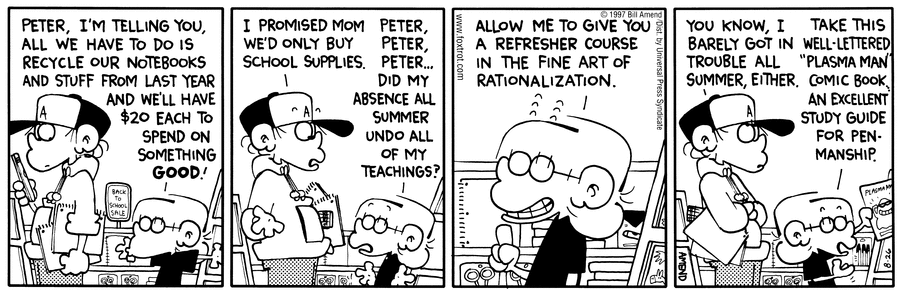 PETER, I'M TELLING YOU,
ALL WE HAVE TO DO IS
RECYCLE OUR NOTEBOOKS
AND STUFF FROM LAST YEAR
AND WE'LL HAVE
$20 EACH TO
SPEND ON
SOMETHING
GOOD!
A
BACK
TO
SCHOOL
SALE
I PROMISED MOM
WE'D ONLY BUY
SCHOOL SUPPLIES.
PETER,
PETER,
PETER...
DID MY
ABSENCE ALL
SUMMER
UNDO ALL
OF MY
TEACHINGS?
A
www.foxtrot.com
© 1997 Bill Amend
/Dist. by Universal Press Syndicate
ALLOW ME TO GIVE YOU
A REFRESHER COURSE
IN THE FINE ART OF
RATIONALIZATION.
YOU KNOW, I
BARELY GOT IN
TROUBLE ALL
SUMMER, EITHER.
TAKE THIS
WELL-LETTERED
"PLASMA MAN"
COMIC BOOK...
AN EXCELLENT
STUDY GUIDE
FOR PEN-
MANSHIP.
A
AMEND
8-26